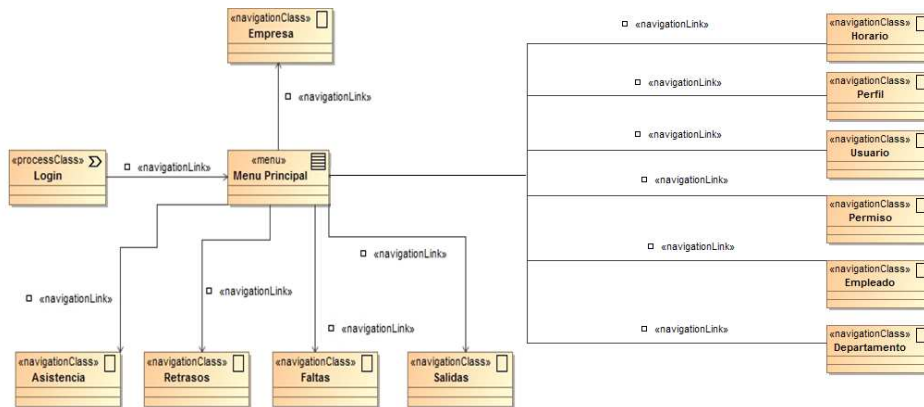 «navigationClass»
Empresa
«navigationLink»
«processClass»
Login
«navigationLink»
«menu»
Menu Principal
«navigationLink»
«navigationClass»
Horario
«navigationLink»
«navigationClass»
Perfil
«navigationLink»
«navigationClass»
Usuario
«navigationLink»
«navigationClass»
Permiso
«navigationLink»
«navigationClass»
Empleado
«navigationLink»
«navigationClass»
Departamento
«navigationLink»
«navigationClass»
Asistencia
«navigationLink»
«navigationClass»
Retrasos
«navigationLink»
«navigationClass»
Faltas
«navigationLink»
«navigationClass»
Salidas